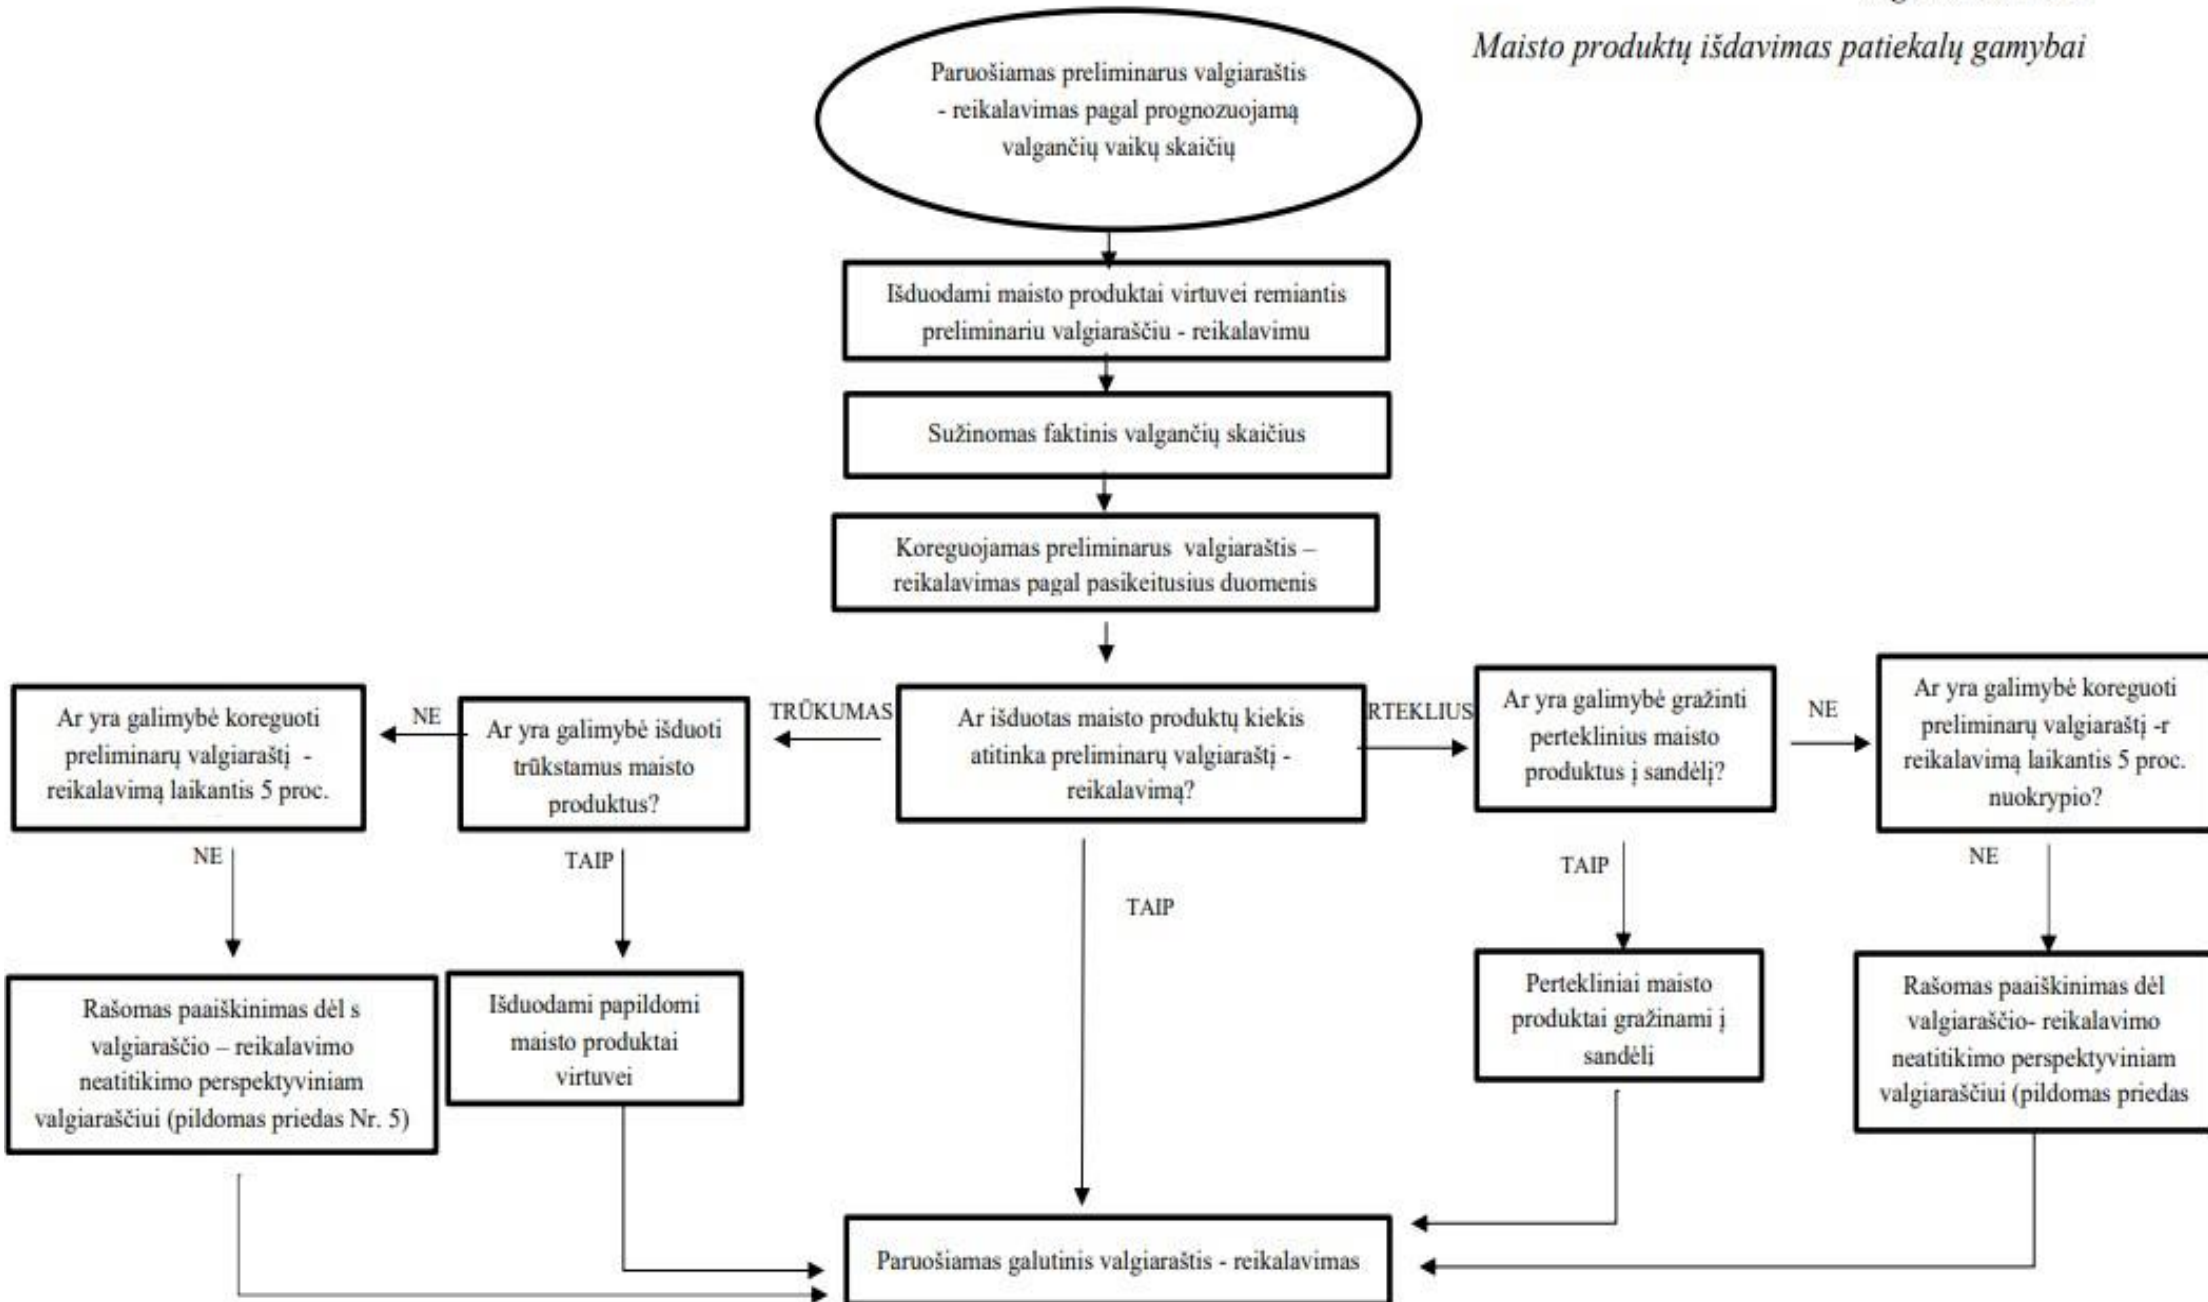 Maisto produktų išdavimas patiekalų gamybai
Paruošiamas preliminarus valgiaraštis
- reikalavimas pagal prognozuojamą
valgančių vaikų skaičių
Išduodami maisto produktai virtuvei remiantis
preliminariu valgiaraščiu - reikalavimu
Sužinomas faktinis valgančių skaičius
Koreguojamas preliminarus valgiaraštis –
reikalavimas pagal pasikeitusius duomenis
Ar yra galimybė koreguoti
preliminarų valgiaraštį -
reikalavimą laikantis 5 proc.
NE
Ar yra galimybė išduoti
trūkstamus maisto
produktus?
TRŪKUMAS
Ar išduotas maisto produktų kiekis
atitinka preliminarų valgiaraštį -
reikalavimą?
RTEKLIUS
Ar yra galimybė gražinti
perteklinius maisto
produktus į sandėlį?
NE
Ar yra galimybė koreguoti
preliminarų valgiaraštį -r
reikalavimą laikantis 5 proc.
nuokrypio?
NE
TAIP
TAIP
TAIP
NE
Rašomas paaiškinimas dėl s
valgiaraščio – reikalavimo
neatitikimo perspektyviniam
valgiaraščiui (pildomas priedas Nr. 5)
Išduodami papildomi
maisto produktai
virtuvei
Pertekliniai maisto
produktai gražinami į
sandėlį
Rašomas paaiškinimas dėl
valgiaraščio- reikalavimo
neatitikimo perspektyviniam
valgiaraščiui (pildomas priedas
Paruošiamas galutinis valgiaraštis - reikalavimas